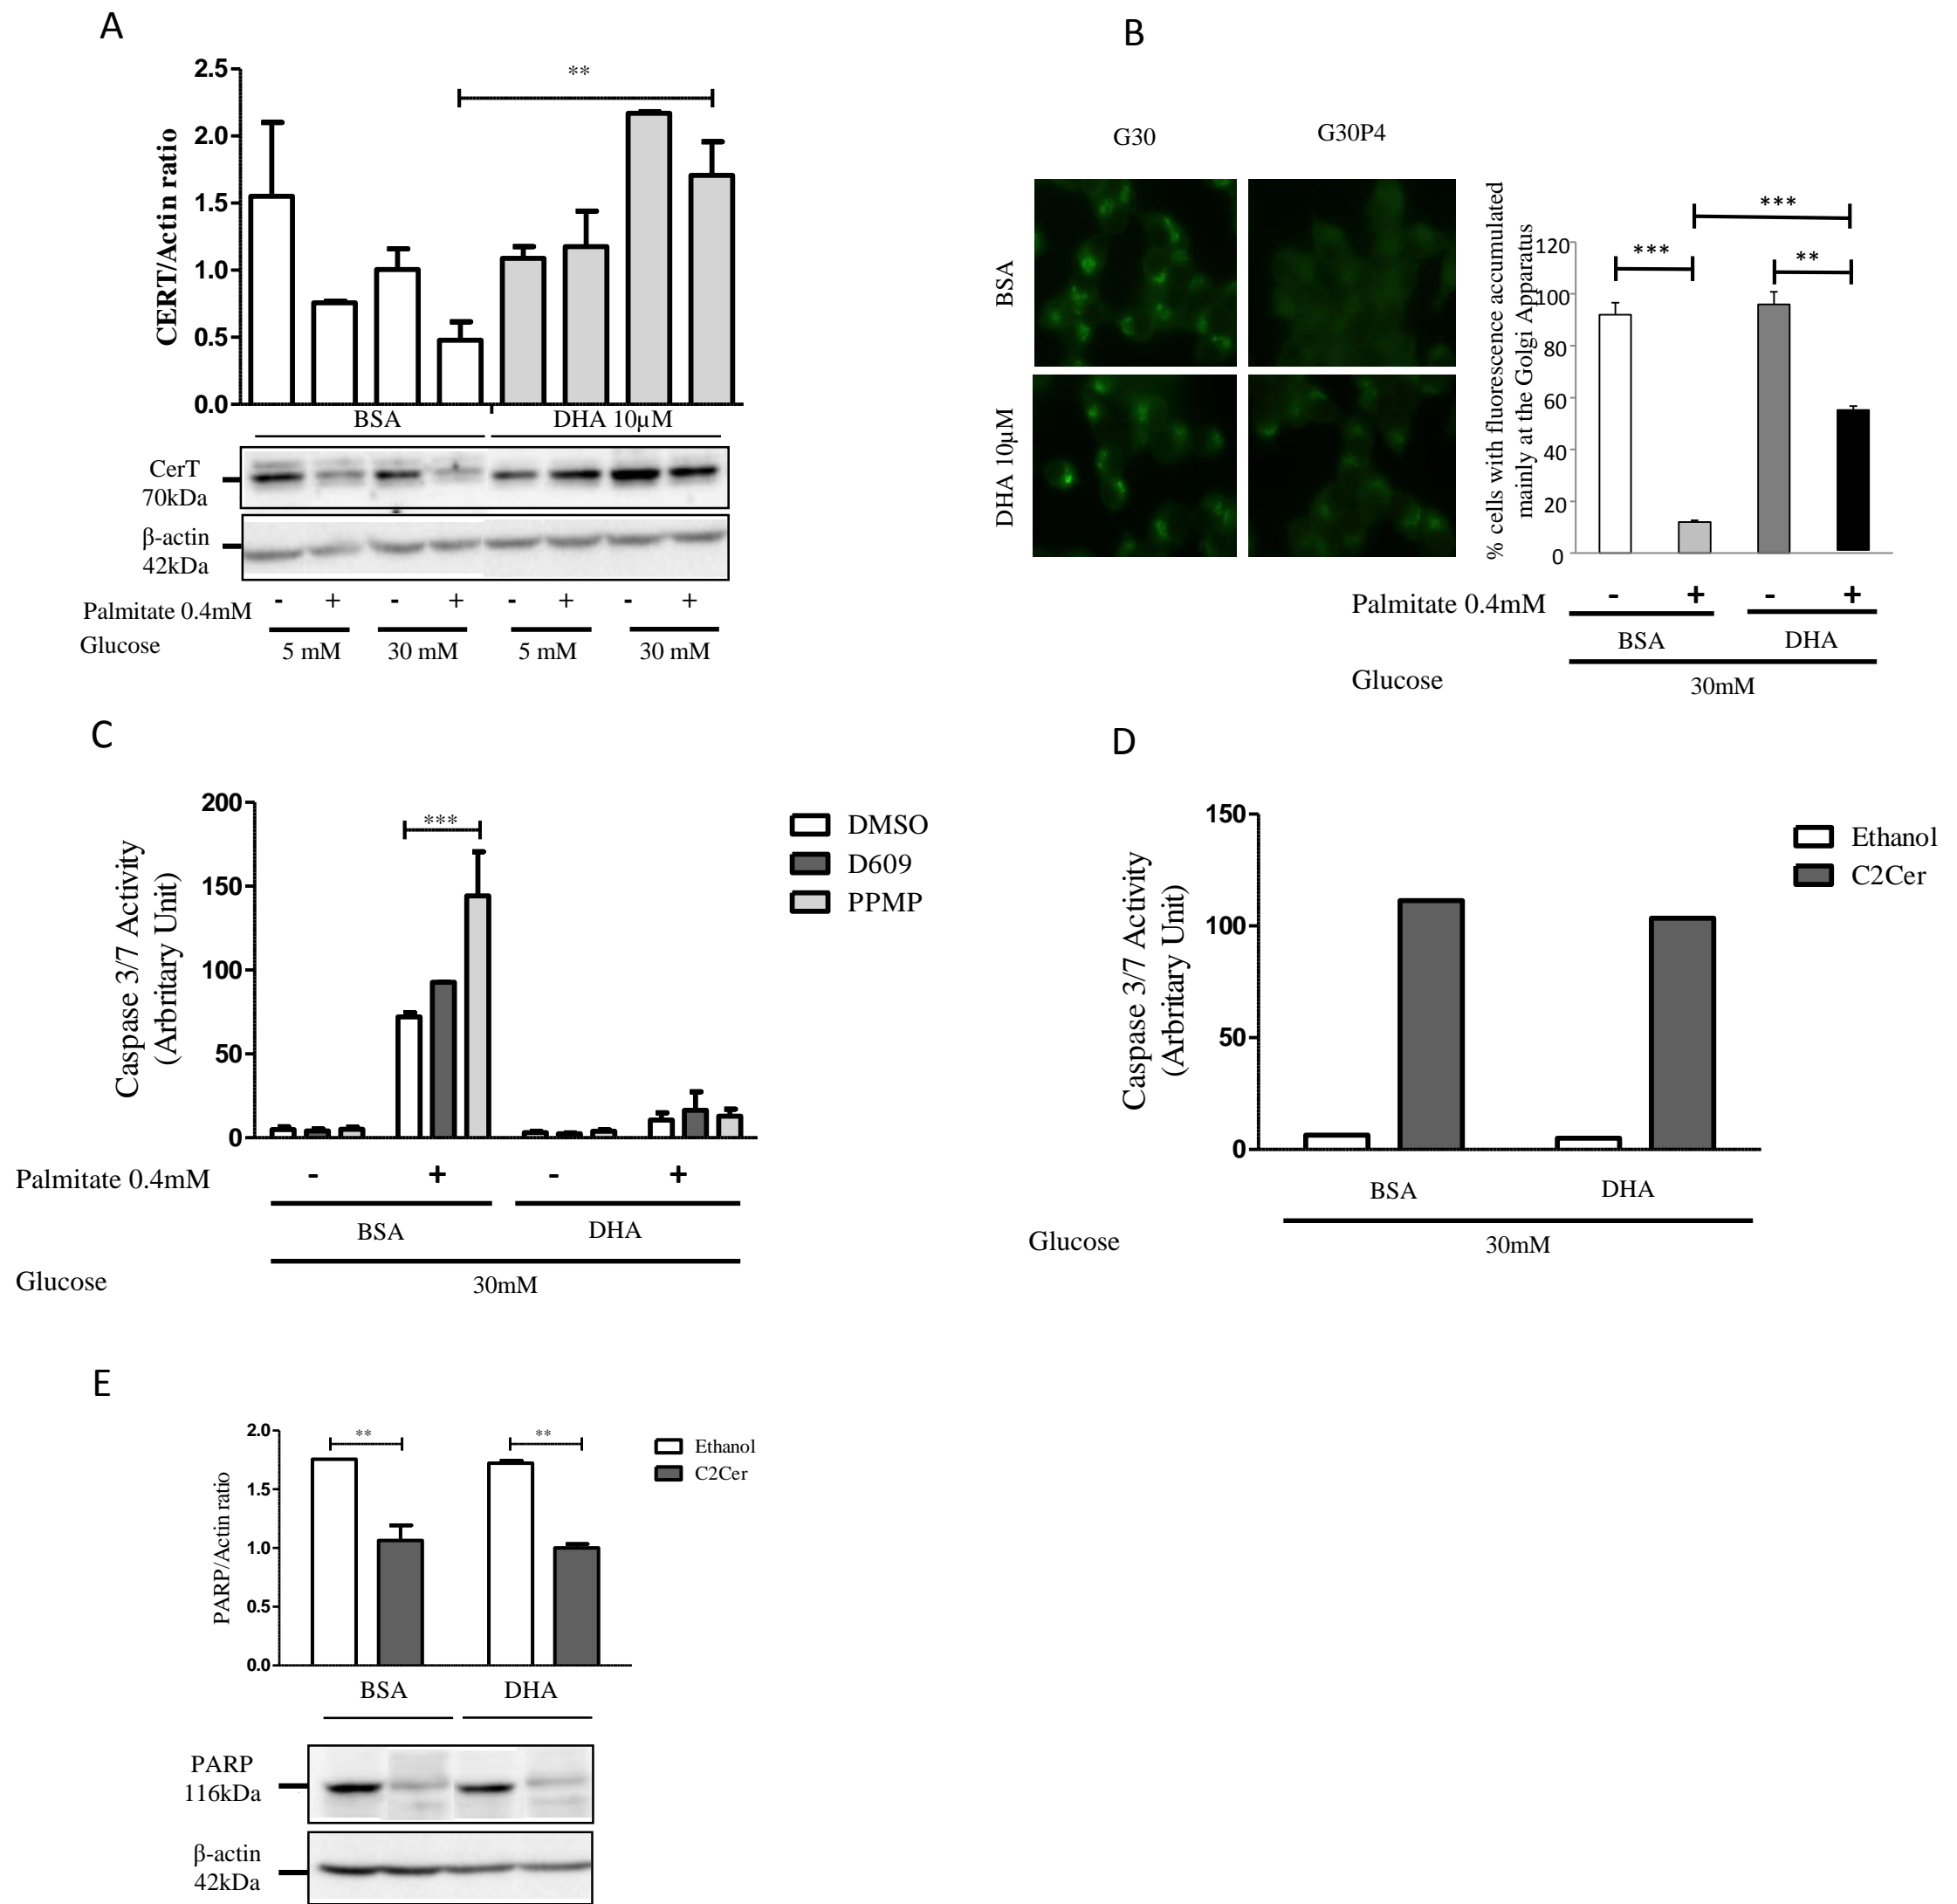 A
2.5
2.0
1.5
1.0
0.5
0.0
CERT/Actin ratio
**
BSA
DHA 10µM
CerT
70kDa
β-actin
42kDa
Palmitate 0.4mM
- + - + - + - +
Glucose
5 mM 30 mM 5 mM 30 mM
B
G30 G30P4
BSA
DHA 10µM
% cells with fluorescence accumulated
mainly at the Golgi Apparatus
120
100
80
60
40
20
0
***
***
**
Palmitate 0.4mM
- + - +
BSA DHA
Glucose
30mM
C
Caspase 3/7 Activity
(Arbritary Unit)
200
150
100
50
0
***
DMSO
D609
PPMP
Palmitate 0.4mM
- + - +
BSA DHA
Glucose
30mM
D
Caspase 3/7 Activity
(Arbritary Unit)
150
100
50
0
Ethanol
C2Cer
BSA DHA
Glucose
30mM
E
PARP/Actin ratio
2.0
1.5
1.0
0.5
0.0
** **
Ethanol
C2Cer
BSA DHA
PARP
116kDa
β-actin
42kDa